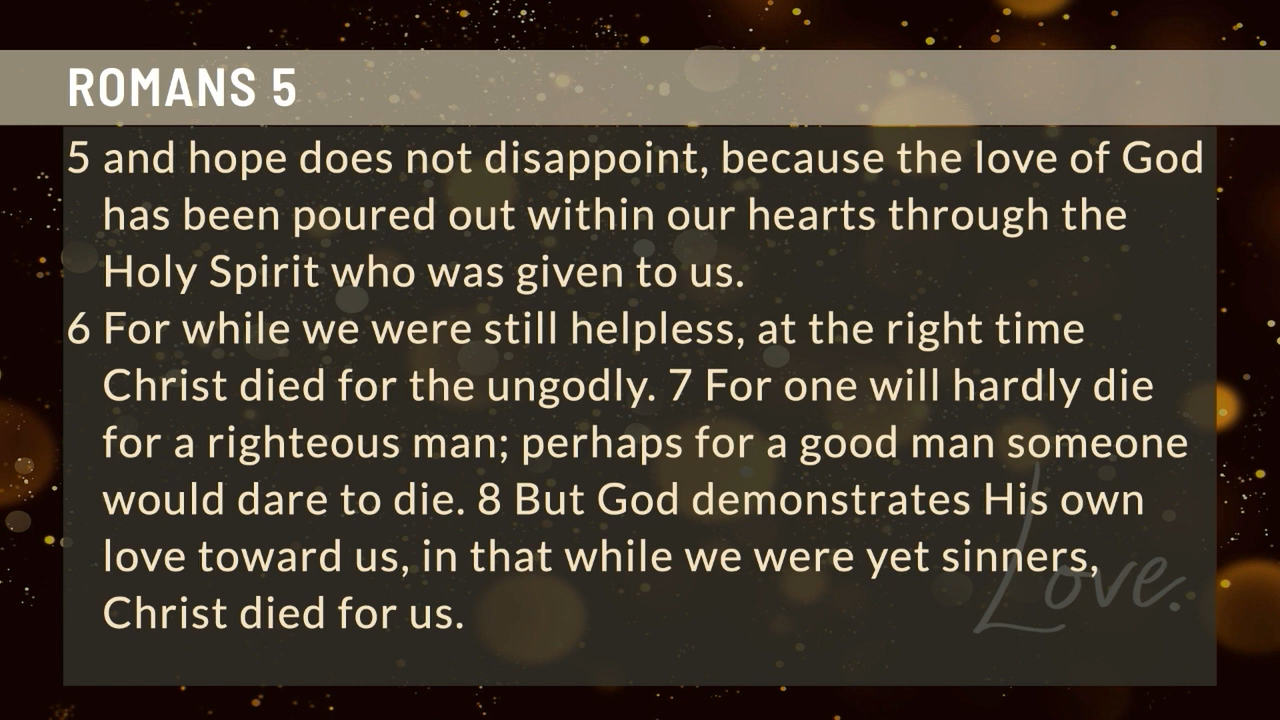 ROMANS 5
5 and hope does not disappoint, because the love of God
has been poured out within our hearts through the
Holy Spirit who was given to us.
6 For while we were still helpless, at the right time
Christ died for the ungodly. 7 For one will hardly die
for a righteous man; perhaps for a good man someone
would dare to die. 8 But God demonstrates His own
love toward us, in that while we were yet sinners,
Christ died for us.
Love.